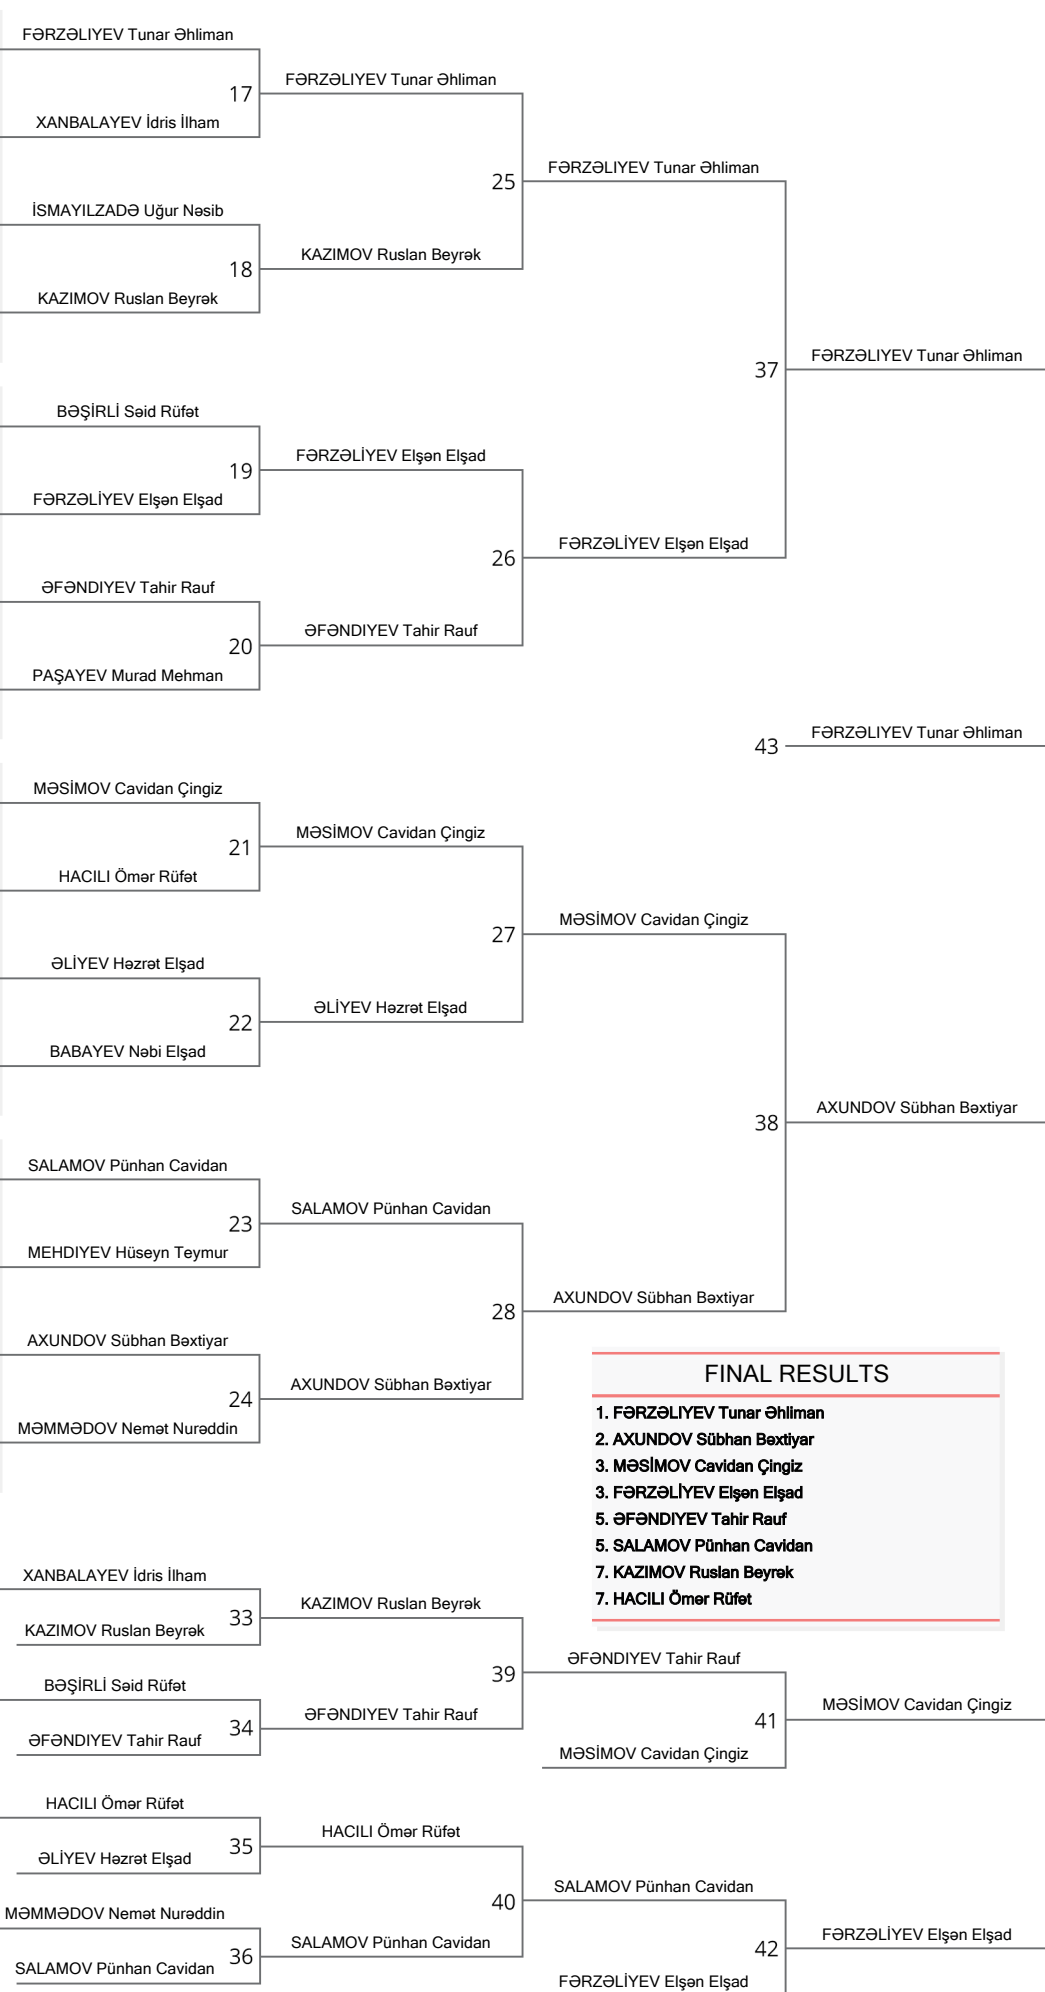 FƏRZƏLIYEV Tunar Əhliman
17
FƏRZƏLIYEV Tunar Əhliman
XANBALAYEV İdris İlham
25
FƏRZƏLIYEV Tunar Əhliman
İSMAYILZADƏ Uğur Nəsib
18
KAZIMOV Ruslan Beyrək
KAZIMOV Ruslan Beyrək
37
FƏRZƏLIYEV Tunar Əhliman
BƏŞİRLİ Səid Rüfət
19
FƏRZƏLİYEV Elşən Elşad
FƏRZƏLİYEV Elşən Elşad
26
FƏRZƏLİYEV Elşən Elşad
ƏFƏNDIYEV Tahir Rauf
20
ƏFƏNDIYEV Tahir Rauf
PAŞAYEV Murad Mehman
43
FƏRZƏLIYEV Tunar Əhliman
MƏSİMOV Cavidan Çingiz
21
MƏSİMOV Cavidan Çingiz
HACILI Ömər Rüfət
27
MƏSİMOV Cavidan Çingiz
ƏLİYEV Həzrət Elşad
22
ƏLİYEV Həzrət Elşad
BABAYEV Nəbi Elşad
38
AXUNDOV Sübhan Bəxtiyar
SALAMOV Pünhan Cavidan
23
SALAMOV Pünhan Cavidan
MEHDIYEV Hüseyn Teymur
28
AXUNDOV Sübhan Bəxtiyar
AXUNDOV Sübhan Bəxtiyar
24
AXUNDOV Sübhan Bəxtiyar
MƏMMƏDOV Nemət Nurəddin
FINAL RESULTS
1. FƏRZƏLIYEV Tunar Əhliman
2. AXUNDOV Sübhan Bəxtiyar
3. MƏSİMOV Cavidan Çingiz
3. FƏRZƏLİYEV Elşən Elşad
5. ƏFƏNDIYEV Tahir Rauf
5. SALAMOV Pünhan Cavidan
7. KAZIMOV Ruslan Beyrək
7. HACILI Ömər Rüfət
XANBALAYEV İdris İlham
33
KAZIMOV Ruslan Beyrək
KAZIMOV Ruslan Beyrək
39
ƏFƏNDIYEV Tahir Rauf
BƏŞİRLİ Səid Rüfət
34
ƏFƏNDIYEV Tahir Rauf
ƏFƏNDIYEV Tahir Rauf
41
MƏSİMOV Cavidan Çingiz
MƏSİMOV Cavidan Çingiz
HACILI Ömər Rüfət
35
HACILI Ömər Rüfət
ƏLİYEV Həzrət Elşad
40
SALAMOV Pünhan Cavidan
MƏMMƏDOV Nemət Nurəddin
36
SALAMOV Pünhan Cavidan
SALAMOV Pünhan Cavidan
42
FƏRZƏLİYEV Elşən Elşad
FƏRZƏLİYEV Elşən Elşad